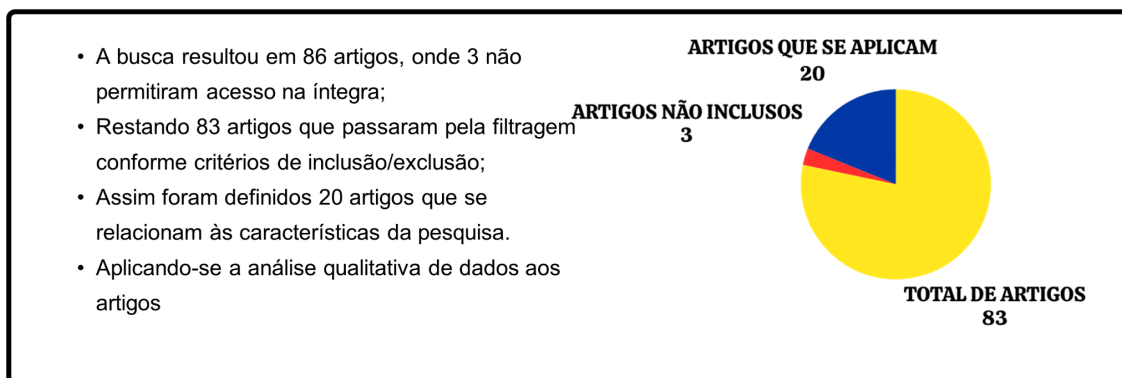 • A busca resultou em 86 artigos, onde 3 não
permitiram acesso na íntegra;
• Restando 83 artigos que passaram pela filtragem
conforme critérios de inclusão/exclusão;
• Assim foram definidos 20 artigos que se
relacionam às características da pesquisa.
• Aplicando-se a análise qualitativa de dados aos
artigos
ARTIGOS QUE SE APLICAM
20
ARTIGOS NÃO INCLUSOS
3
TOTAL DE ARTIGOS
83